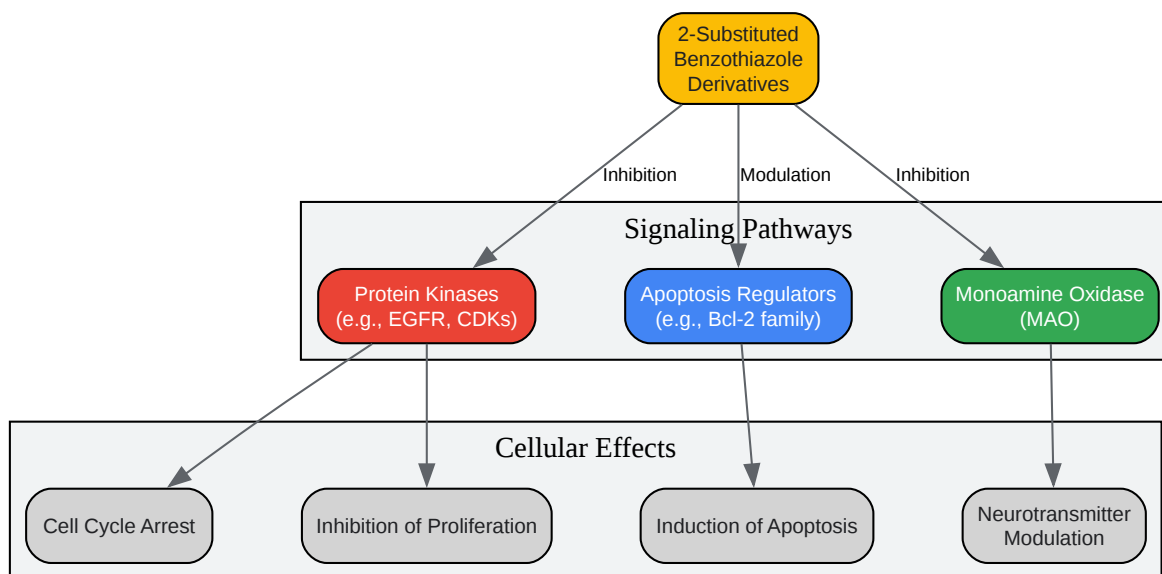 2-Substituted
Benzothiazole
Derivatives
Inhibition
Modulation
Inhibition
Signaling Pathways
Protein Kinases
(e.g., EGFR, CDKs)
Apoptosis Regulators
(e.g., Bcl-2 family)
Monoamine Oxidase
(MAO)
Cellular Effects
Cell Cycle Arrest
Inhibition of Proliferation
Induction of Apoptosis
Neurotransmitter
Modulation